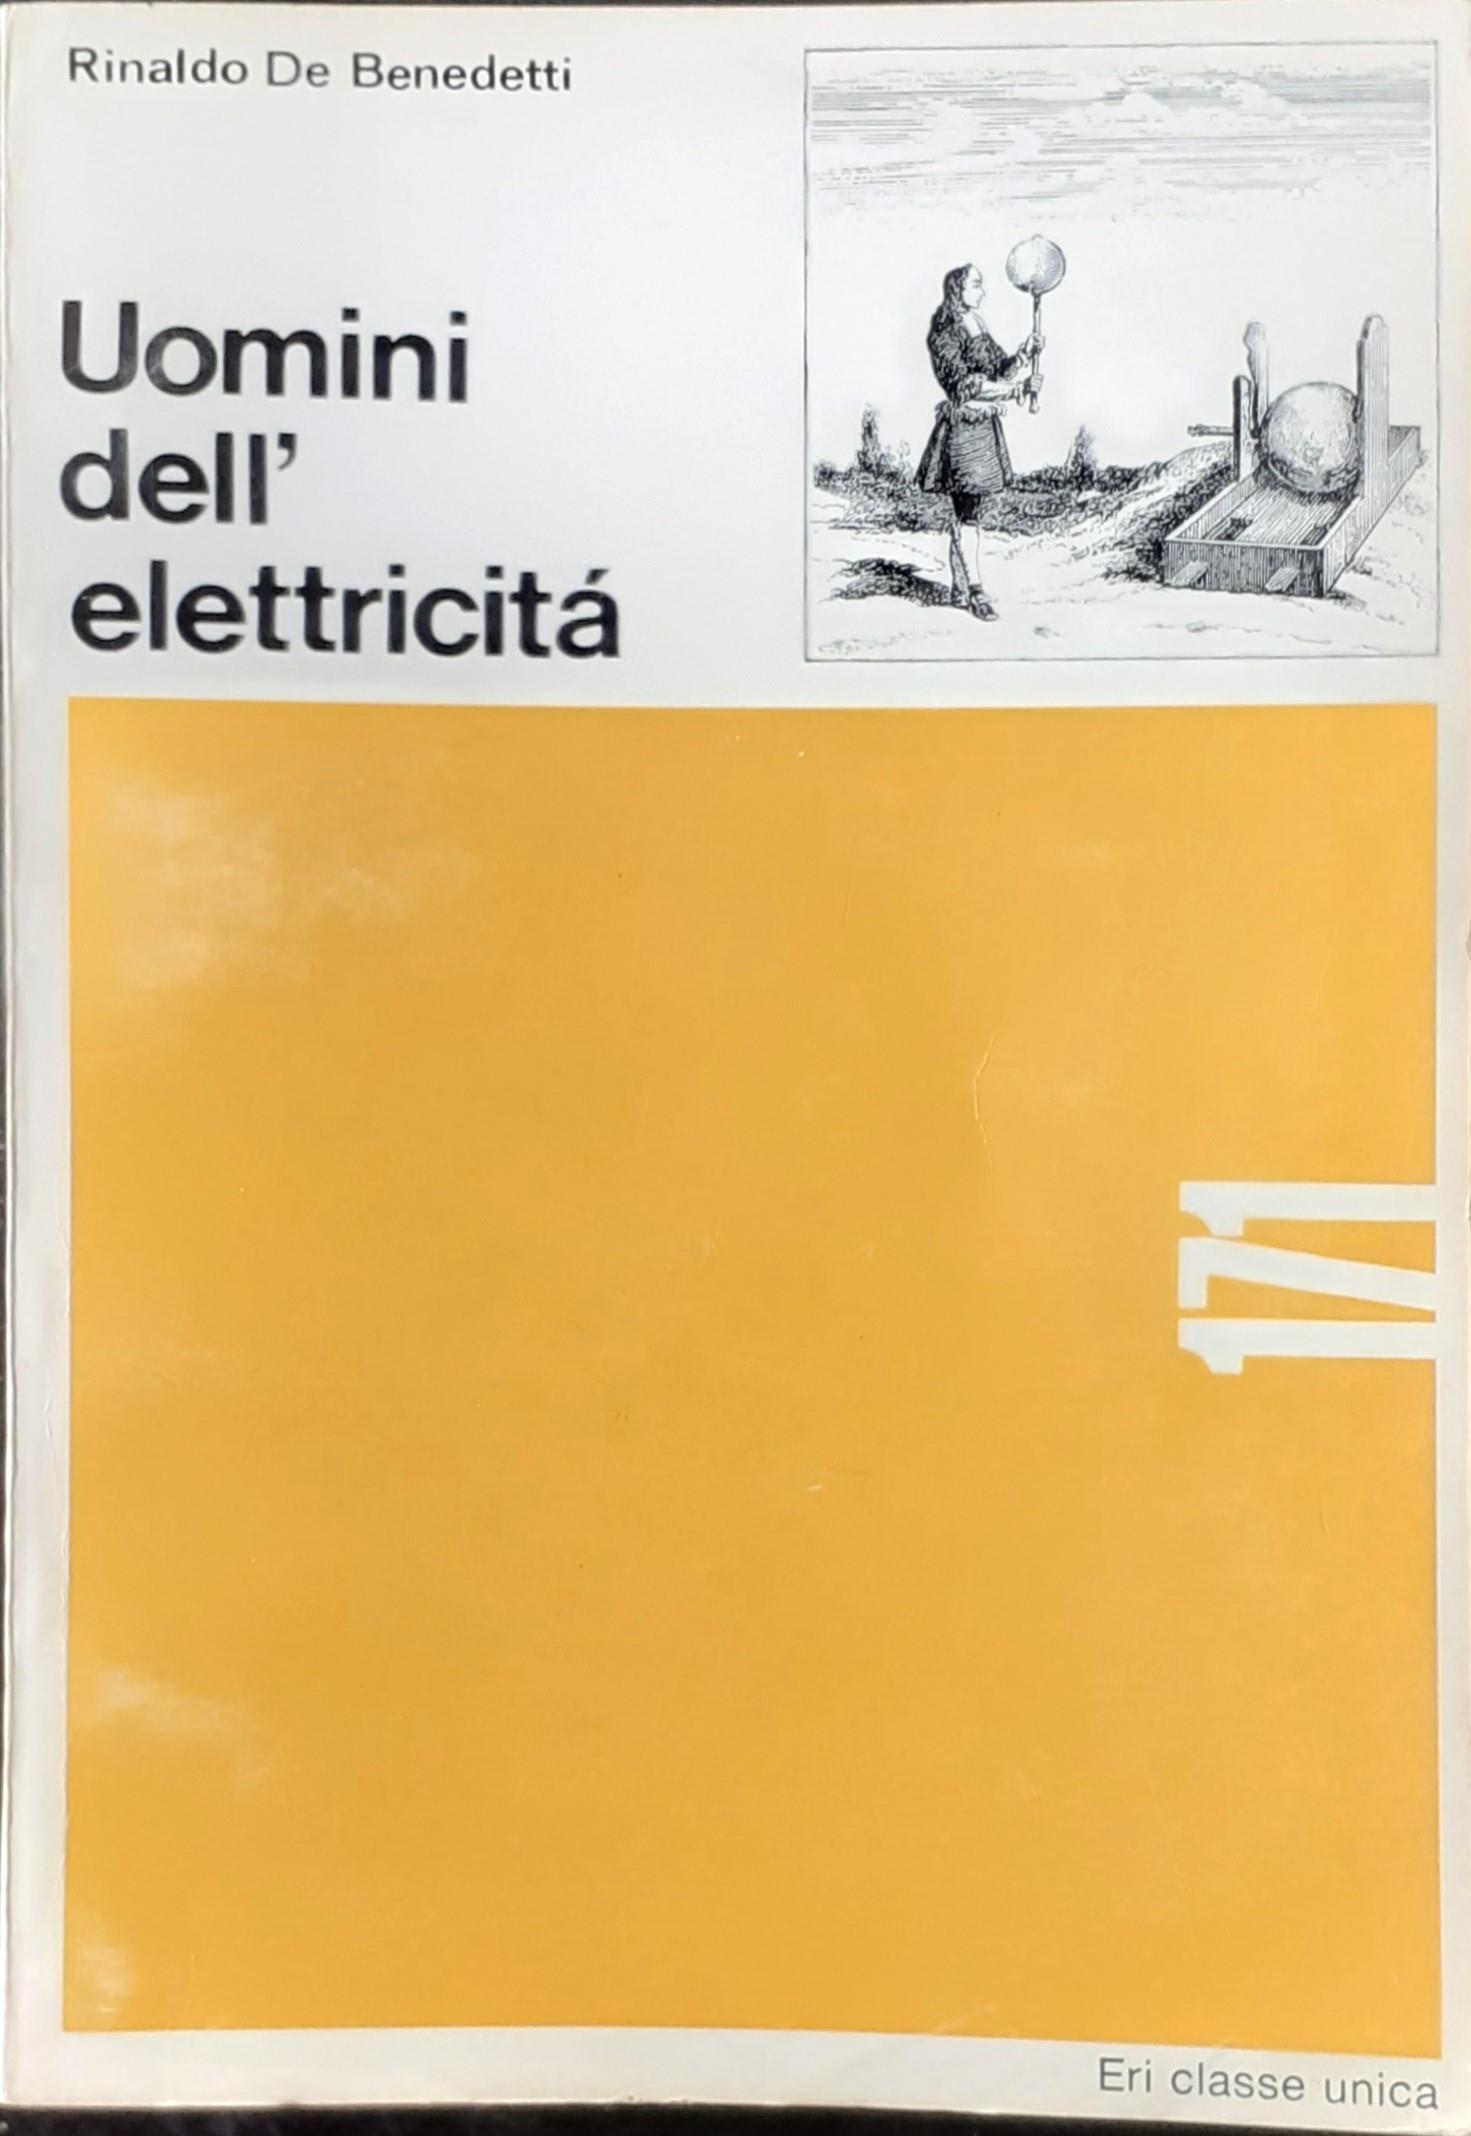 Rinaldo De Benedetti
Uomini
dell'
elettricitá
171
Eri classe unica